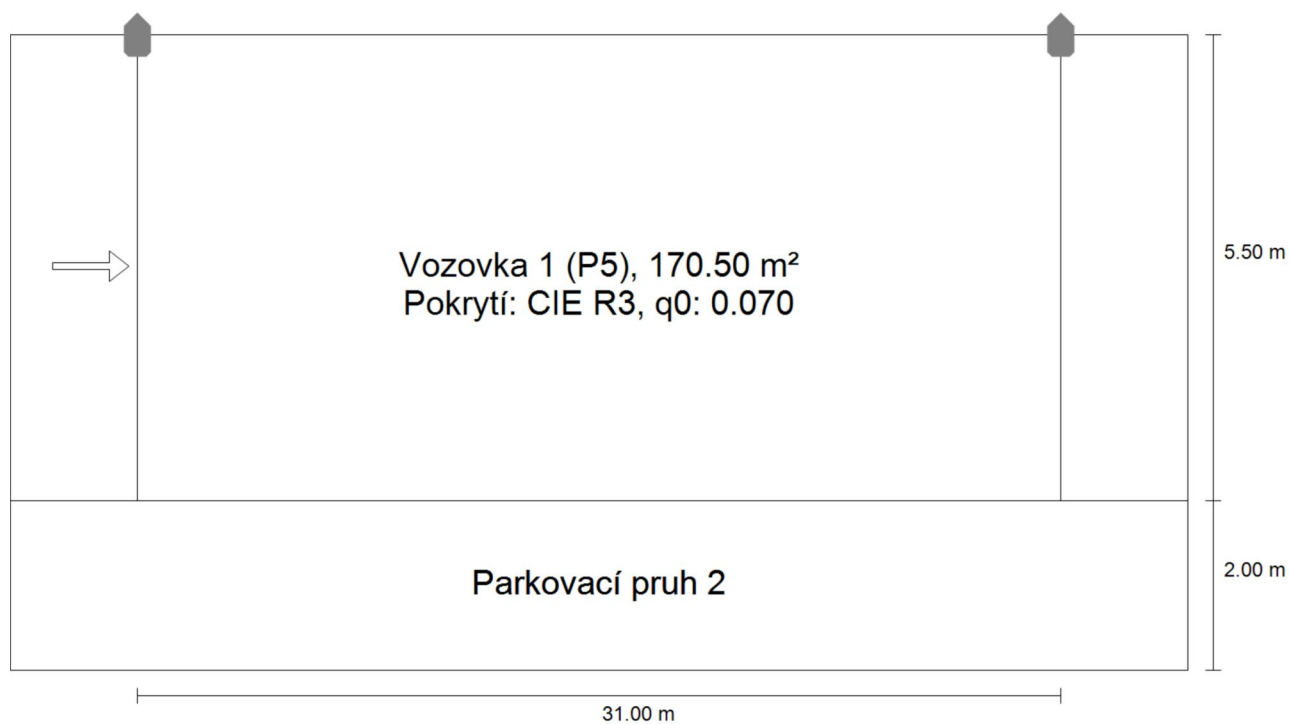 Vozovka 1 (P5), 170.50 m²
Pokrytí: CIE R3, q0: 0.070
5.50 m
Parkovací pruh 2
2.00 m
31.00 m